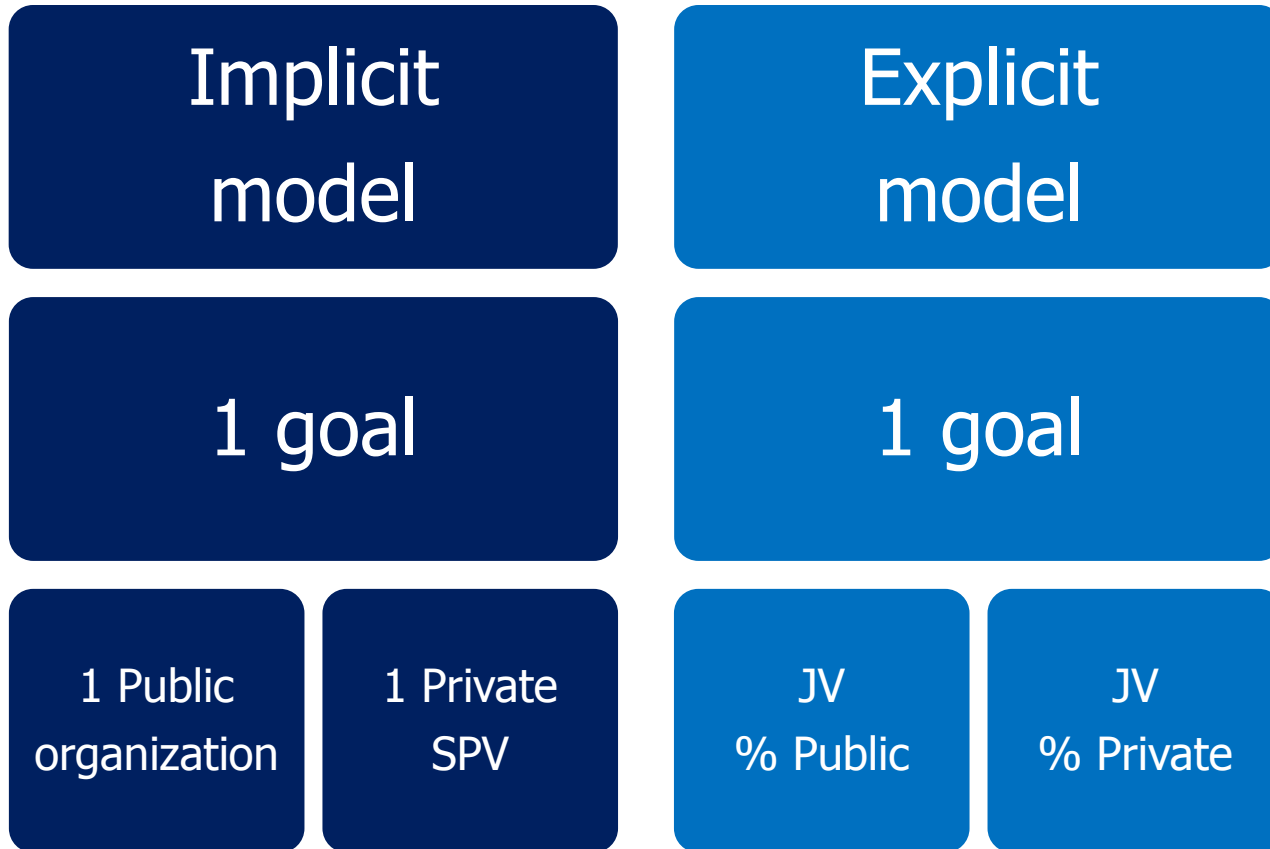 Implicit
model
Explicit
model
1 goal
1 goal
1 Public
organization
1 Private
SPV
JV
% Public
JV
% Private